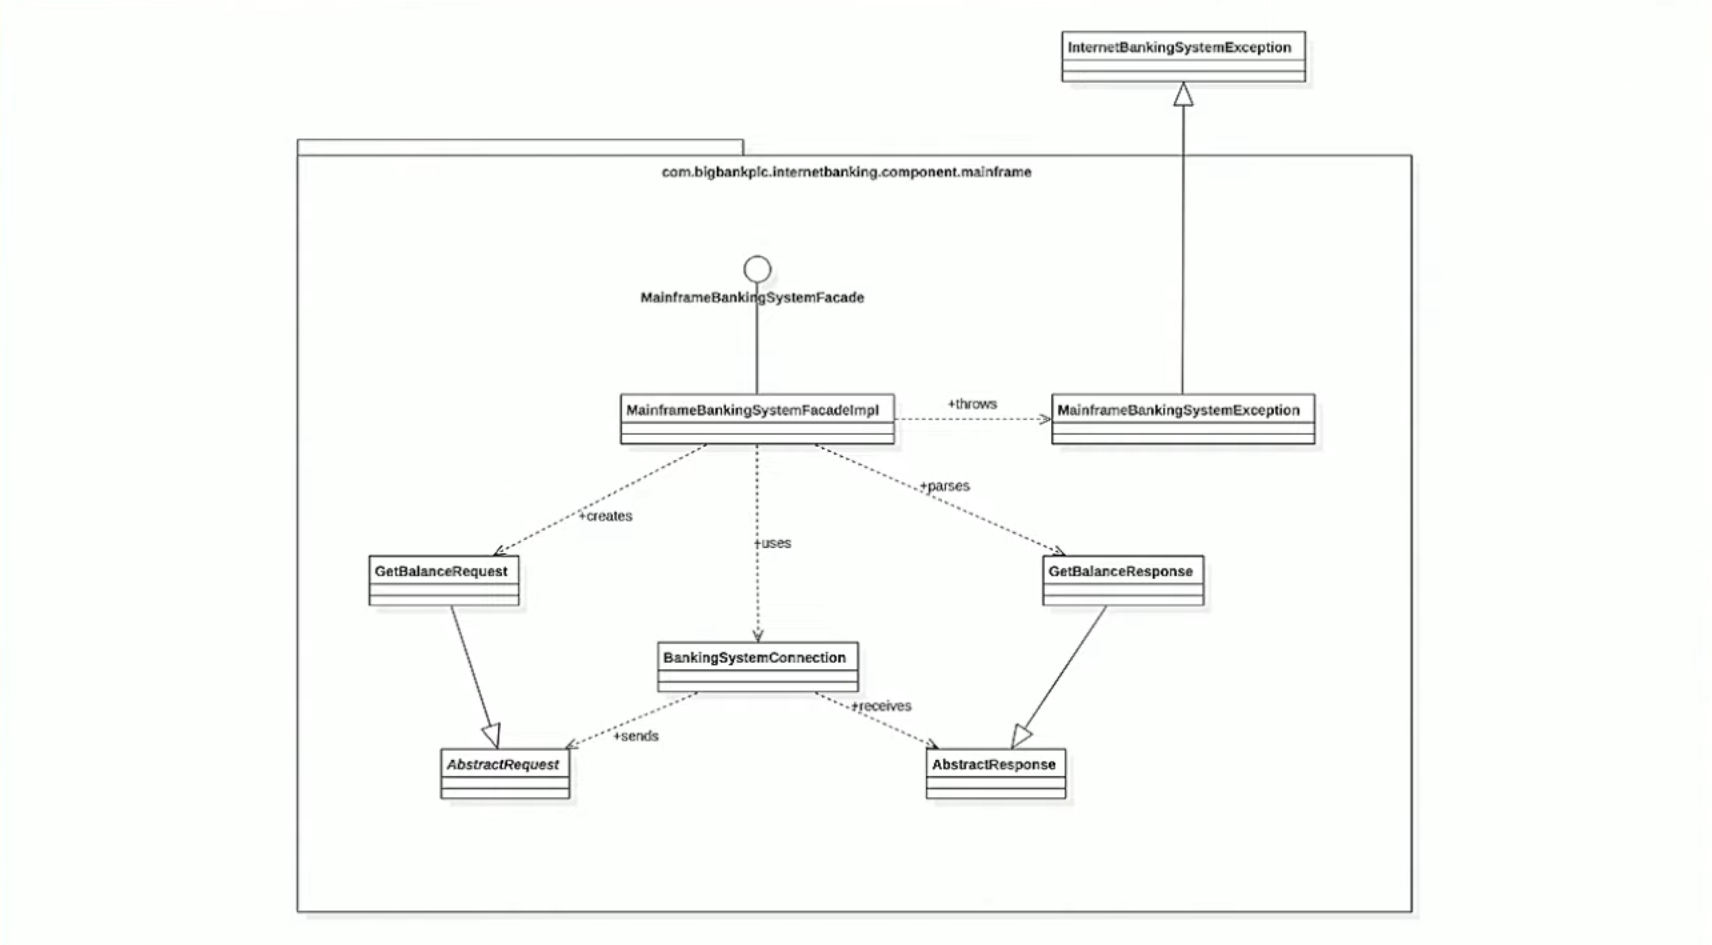 InternetBankingSystemException
com.bigbankplc.internetbanking.component.mainframe
MainframeBankingSystemFacade
MainframeBankingSystemFacadeImpl
+throws
MainframeBankingSystemException
+parses
+creates
+uses
GetBalanceRequest
GetBalanceResponse
BankingSystemConnection
+receives
+sends
AbstractRequest
AbstractResponse